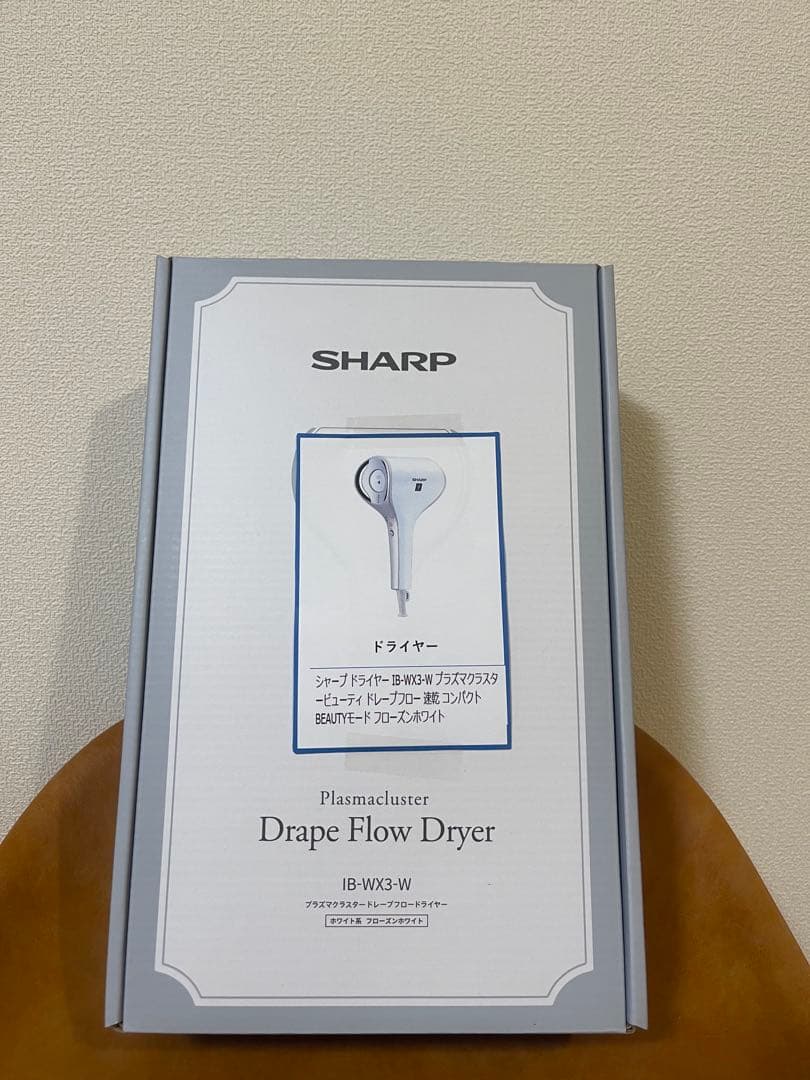 SHARP
SHARP
ドライヤー
シャープ ドライヤー IB-WX3-W プラズマクラスタ
ービューティ ドレープフロー 速乾 コンパクト
BEAUTYモード フローズンホワイト
Plasmacluster
Drape Flow Dryer
IB-WX3-W
プラズマクラスタードレープフロードライヤー
ホワイト系 フローズンホワイト